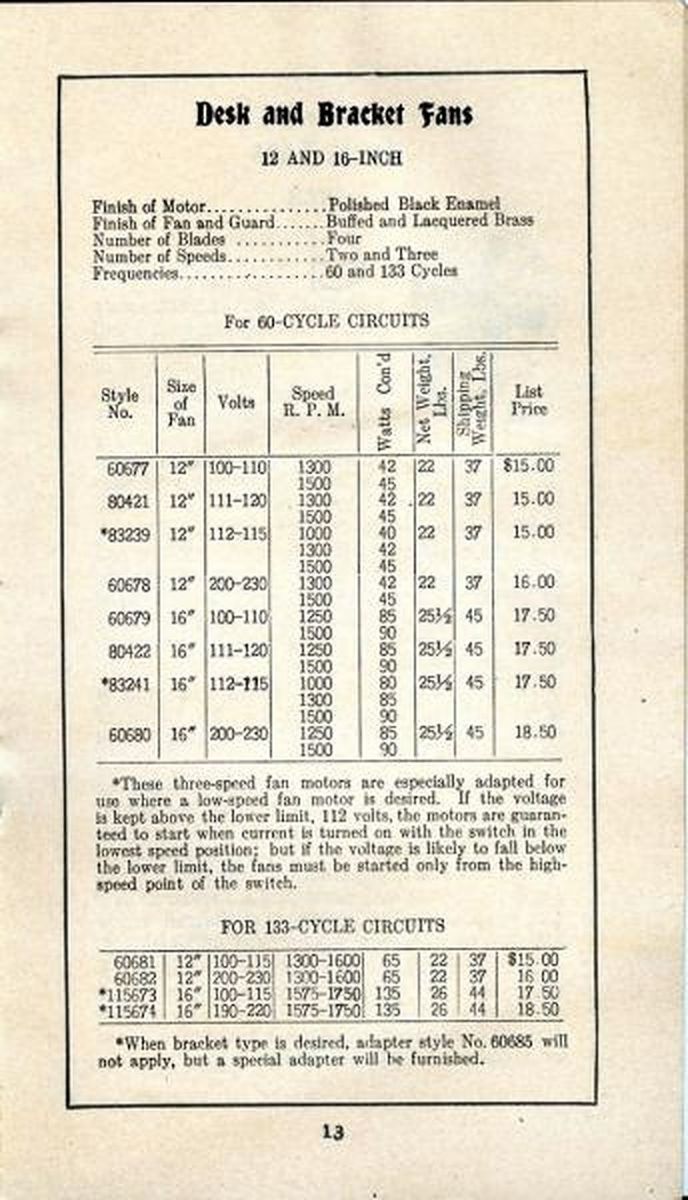 Desk and Bracket Fans
12 AND 16-INCH
Finish of Motor...............Polished Black Enamel
Finish of Fan and Guard.......Buffed and Lacquered Brass
Number of Blades ...........Four
Number of Speeds............Two and Three
Frequencies..................60 and 133 Cycles
For 60-CYCLE CIRCUITS
Style No. Size of Fan Volts Speed R. P. M. Watts Con'd Net Weight, Lbs. Shipping Weight, Lbs. List Price
60677 12″ 100-110 1300 42 22 37 $15.00
1500 45
80421 12″ 111-120 1300 42 22 37 15.00
1500 45
*83239 12″ 112-115 1000 40 22 37 15.00
1300 42
1500 45
60678 12″ 200-230 1300 42 22 37 16.00
1500 45
60679 16″ 100-110 1250 85 25½ 45 17.50
1500 90
80422 16″ 111-120 1250 85 25½ 45 17.50
1500 90
*83241 16″ 112-115 1000 80 25½ 45 17.50
1300 85
1500 90
60680 16″ 200-230 1250 85 25½ 45 18.50
1500 90
*These three-speed fan motors are especially adapted for
use where a low-speed fan motor is desired. If the voltage
is kept above the lower limit, 112 volts, the motors are guaran-
teed to start when current is turned on with the switch in the
lowest speed position; but if the voltage is likely to fall below
the lower limit, the fans must be started only from the high-
speed point of the switch.
FOR 133-CYCLE CIRCUITS
60681 12″ 100-115 1300-1600 65 22 37 $15.00
60682 12″ 200-230 1300-1600 65 22 37 16 00
*115673 16″ 100-115 1575-1750 135 26 44 17 50
*115674 16″ 190-220 1575-1750 135 26 44 18.50
*When bracket type is desired, adapter style No. 60685 will
not apply, but a special adapter will be furnished.
13